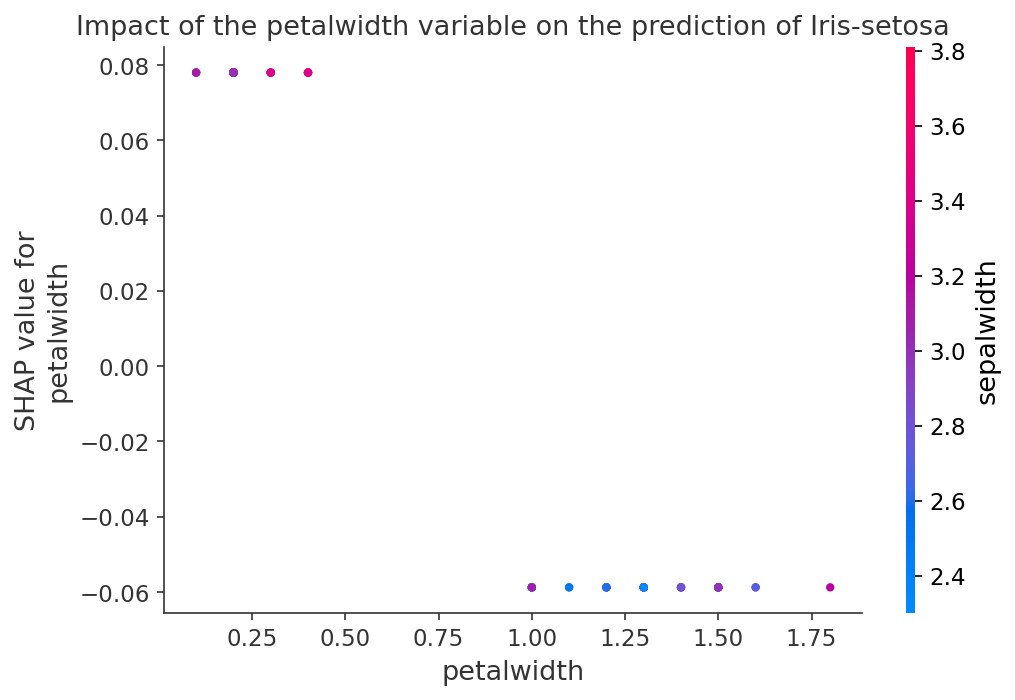 Impact of the petalwidth variable on the prediction of Iris-setosa
0.08
0.06
0.04
0.02
0.00
−0.02
−0.04
−0.06
SHAP value for
petalwidth
0.25 0.50 0.75 1.00 1.25 1.50 1.75
petalwidth
3.8
3.6
3.4
3.2
3.0
2.8
2.6
2.4
sepalwidth